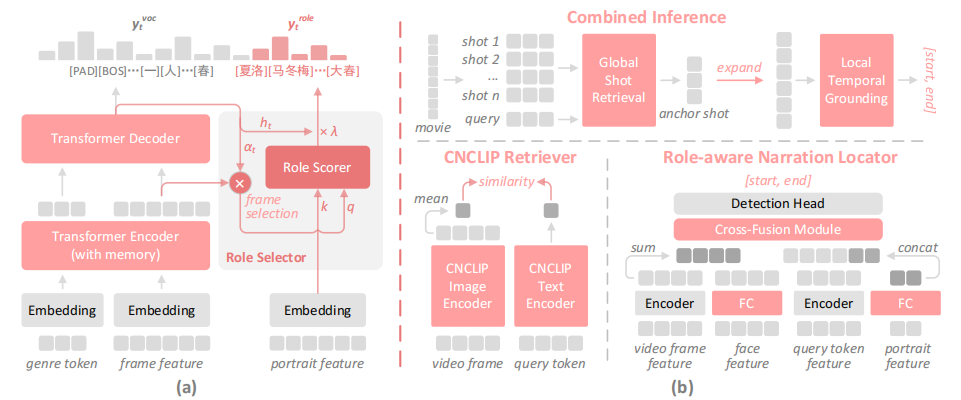 y_t^voc
y_t^role
[PAD][BOS]⋯[一][人]⋯[春]
[夏洛][马冬梅]⋯[大春]
Transformer Decoder
h_t
× λ
α_t
Role Scorer
×
frame
selection
k
q
Transformer Encoder
(with memory)
Role Selector
Embedding
Embedding
Embedding
genre token
frame feature
portrait feature
(a)
Combined Inference
shot 1
shot 2
...
shot n
query
movie
Global
Shot
Retrieval
anchor shot
expand
Local
Temporal
Grounding
[start, end]
CNCLIP Retriever
similarity
mean
CNCLIP
Image
Encoder
CNCLIP
Text
Encoder
video frame
query token
Role-aware Narration Locator
[start, end]
Detection Head
Cross-Fusion Module
sum
concat
Encoder
FC
Encoder
FC
video frame
feature
face
feature
query token
feature
portrait
feature
(b)